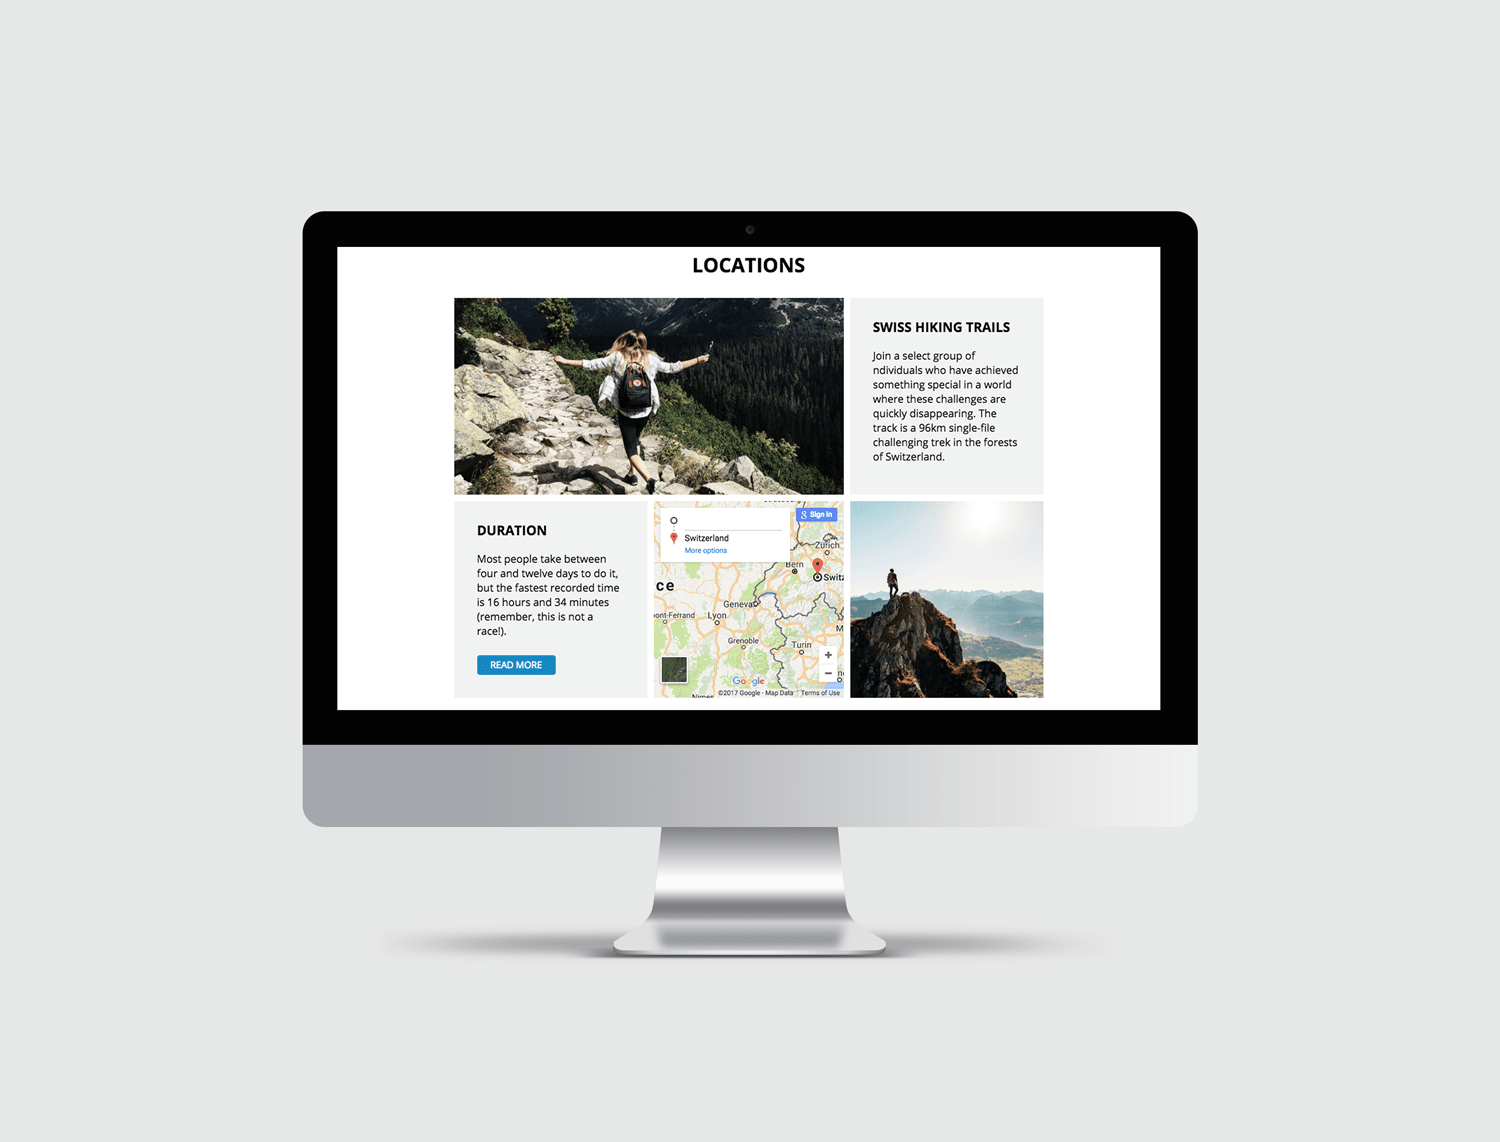 LOCATIONS
SWISS HIKING TRAILS
Join a select group of
ndividuals who have achieved
something special in a world
where these challenges are
quickly disappearing. The
track is a 96km single-file
challenging trek in the forests
of Switzerland.
DURATION
Most people take between
four and twelve days to do it,
but the fastest recorded time
is 16 hours and 34 minutes
(remember, this is not a
race!).
READ MORE
Sign in
Switzerland
More options
Zürich
Bern
Switz
ce
Geneva
ont-Ferrand
Lyon
M
Grenoble
Turin
Google
©2017 Google - Map Data
Terms of Use